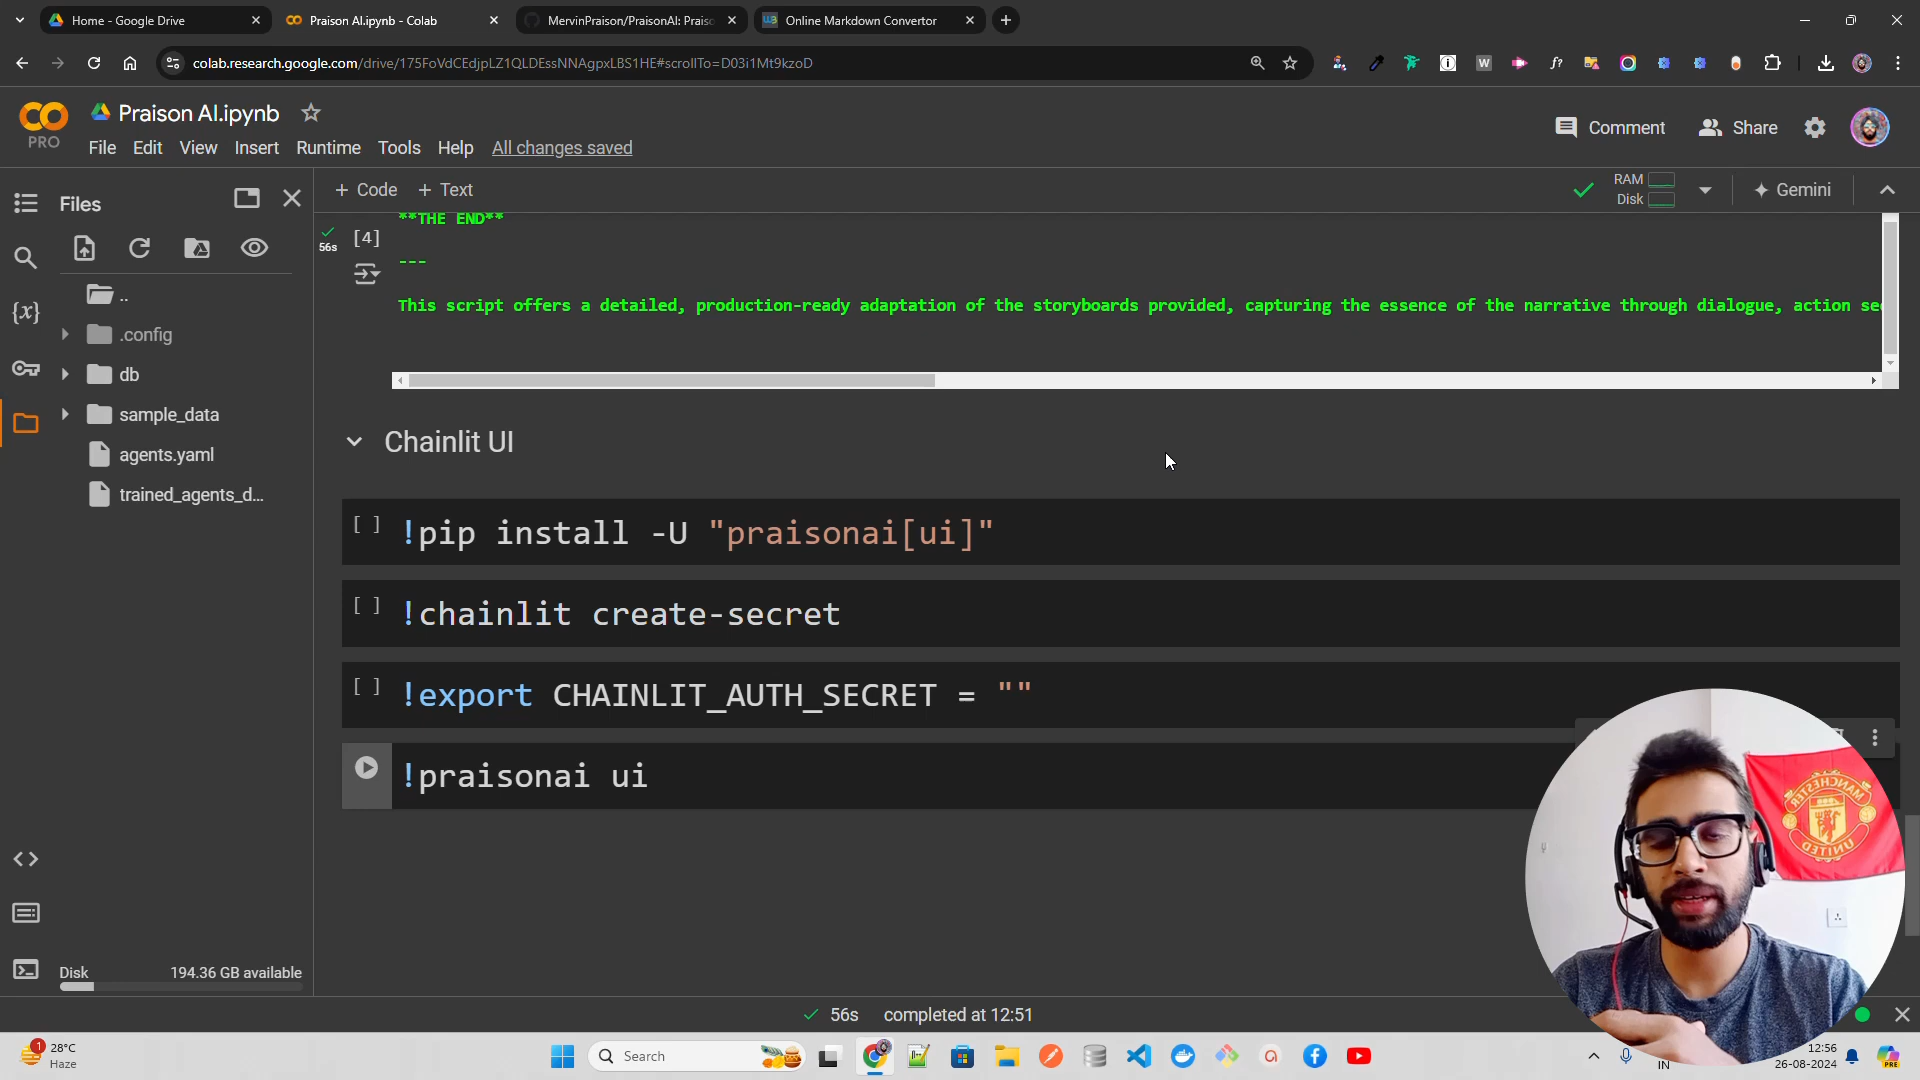 Home - Google Drive
Praison AI.ipynb - Colab
MervinPraison/PraisonAI: Praiso
Online Markdown Convertor
colab.research.google.com/drive/175FoVdCEdjpLZ1QLDEssNNAgpxLBS1HE#scrollTo=D03i1Mt9kzoD
PRO
Praison AI.ipynb
File Edit View Insert Runtime Tools Help All changes saved
Comment
Share
Files
+ Code + Text
RAM
Disk
Gemini
..
.config
db
sample_data
agents.yaml
trained_agents_d...
Disk 194.36 GB available
56s
[4]
**THE END**
---
This script offers a detailed, production-ready adaptation of the storyboards provided, capturing the essence of the narrative through dialogue, action se
Chainlit UI
[ ] !pip install -U "praisonai[ui]"
[ ] !chainlit create-secret
[ ] !export CHAINLIT_AUTH_SECRET = ""
!praisonai ui
MANCHESTER
UNITED
56s completed at 12:51
1
28°C
Haze
Search
IN
12:56
26-08-2024
PRE